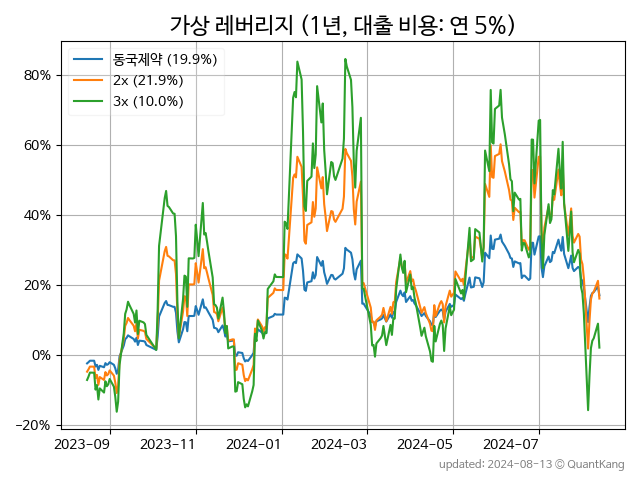 가상 레버리지 (1년, 대출 비용: 연 5%)
동국제약 (19.9%)
2x (21.9%)
3x (10.0%)
80%
60%
40%
20%
0%
−20%
2023-09 2023-11 2024-01 2024-03 2024-05 2024-07
updated: 2024-08-13 © QuantKang